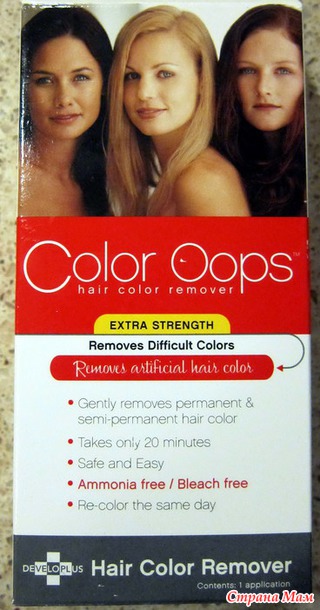 Color Oops™
hair color remover
EXTRA STRENGTH
Removes Difficult Colors
Removes artificial hair color
• Gently removes permanent &
semi-permanent hair color
• Takes only 20 minutes
• Safe and Easy
• Ammonia free / Bleach free
• Re-color the same day
DEVELOPLUS
Hair Color Remover
Contents: 1 application
Страна Мам